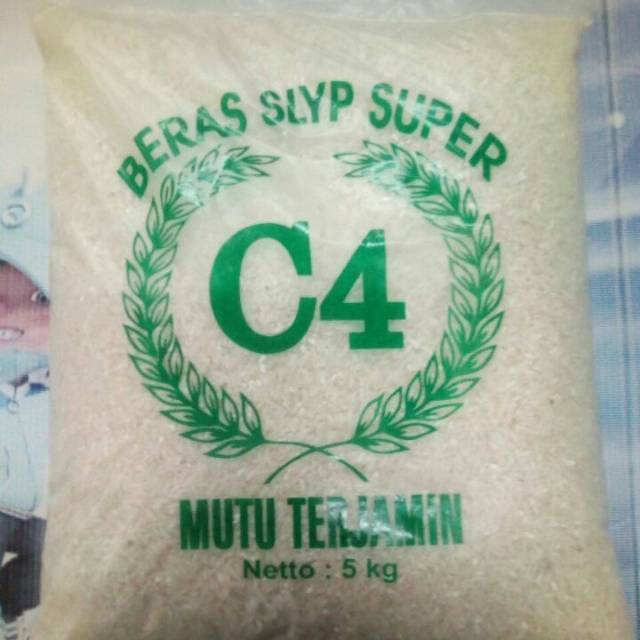 BERAS SLYP SUPER
C4
MUTU TERJAMIN
Netto : 5 kg